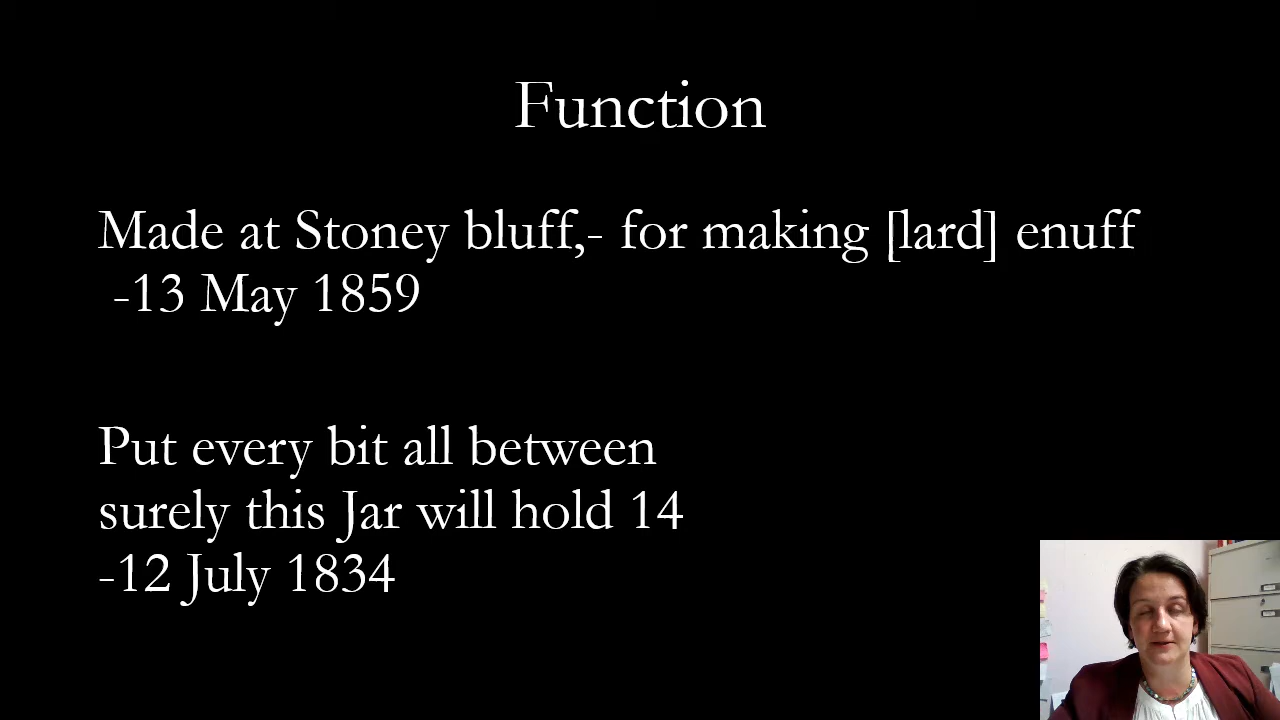 Function
Made at Stoney bluff,- for making [lard] enuff
-13 May 1859
Put every bit all between
surely this Jar will hold 14
-12 July 1834